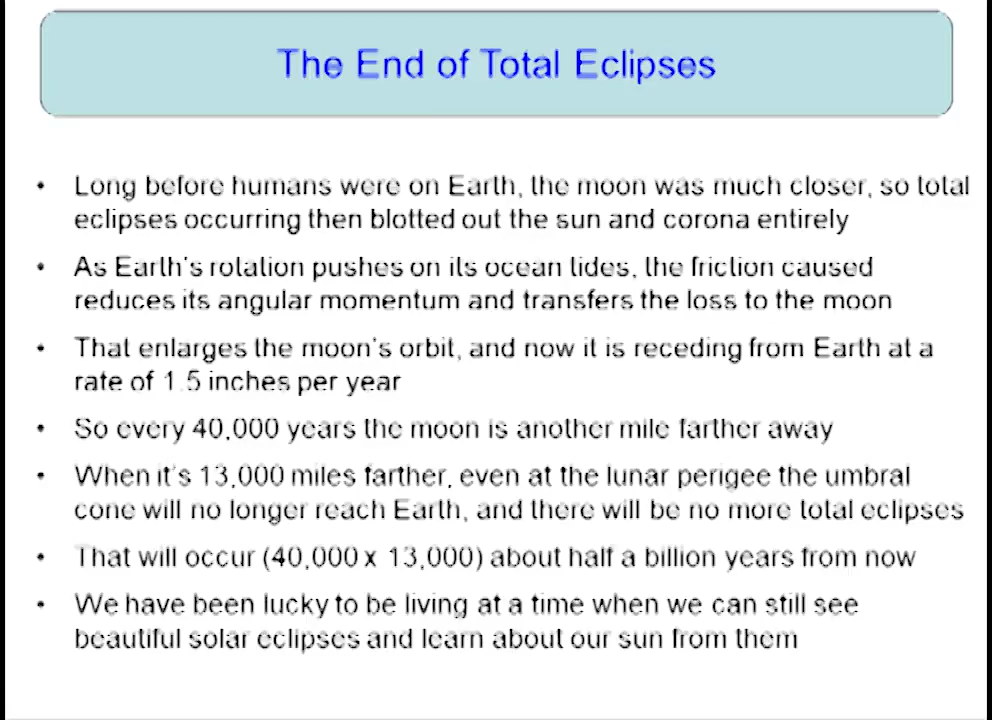 The End of Total Eclipses
• Long before humans were on Earth, the moon was much closer, so total
eclipses occurring then blotted out the sun and corona entirely
• As Earth's rotation pushes on its ocean tides, the friction caused
reduces its angular momentum and transfers the loss to the moon
• That enlarges the moon's orbit, and now it is receding from Earth at a
rate of 1.5 inches per year
• So every 40,000 years the moon is another mile farther away
• When it's 13,000 miles farther, even at the lunar perigee the umbral
cone will no longer reach Earth, and there will be no more total eclipses
• That will occur (40,000 x 13,000) about half a billion years from now
• We have been lucky to be living at a time when we can still see
beautiful solar eclipses and learn about our sun from them